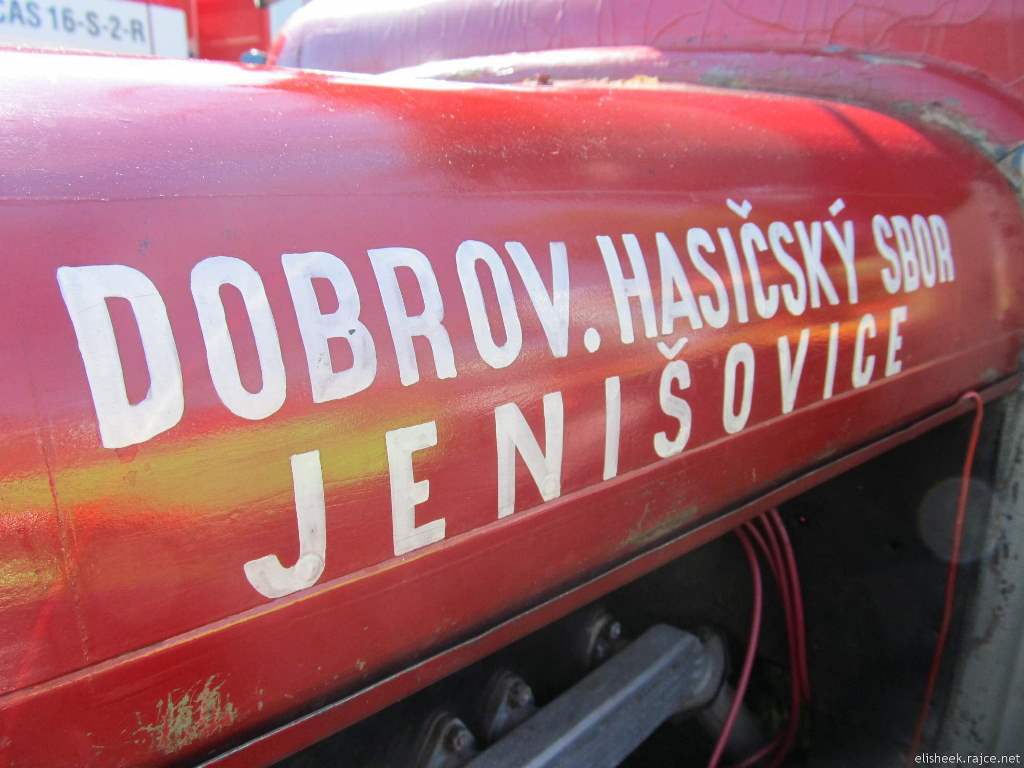 CAS 16-S-2-R
DOBROV. HASIČSKÝ SBOR
JENIŠOVICE
elisheek.rajce.net